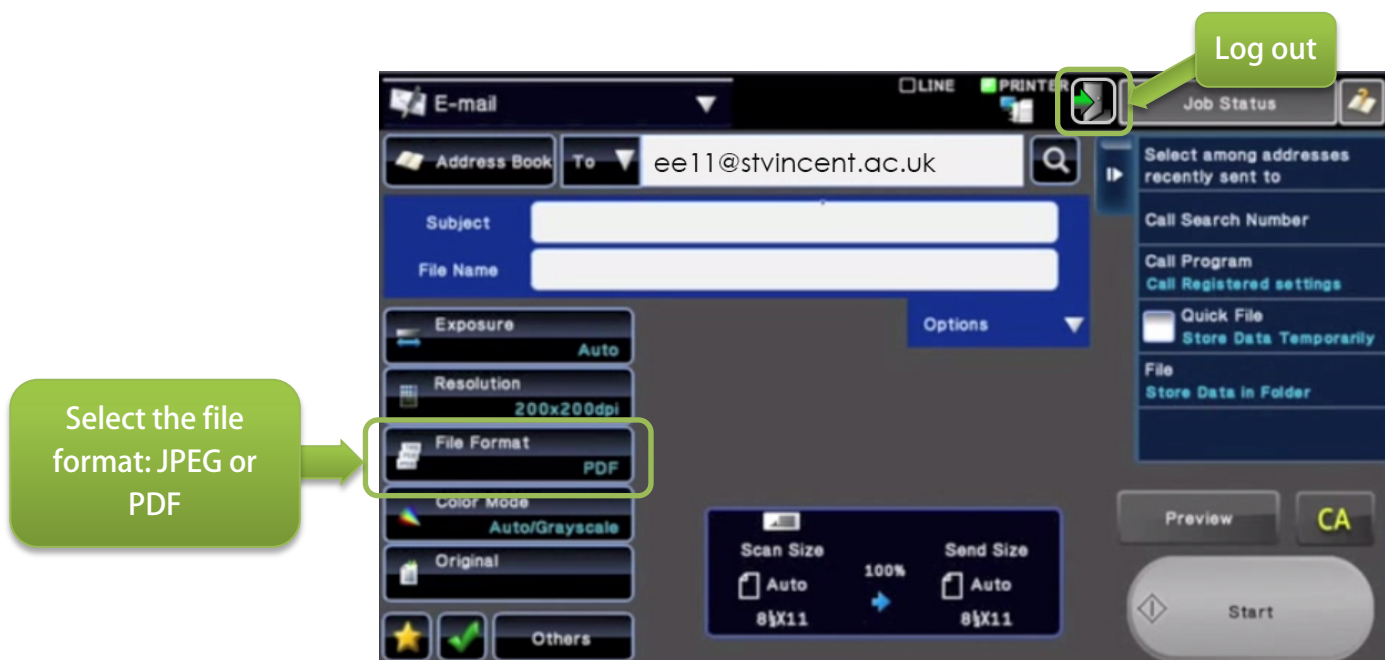 Log out
E-mail
LINE
PRINTER
Job Status
Address Book
To
ee11@stvincent.ac.uk
Select among addresses
recently sent to
Subject
Call Search Number
File Name
Call Program
Call Registered settings
Exposure
Auto
Options
Quick File
Store Data Temporarily
Resolution
200x200dpi
File
Store Data in Folder
Select the file
format: JPEG or
PDF
File Format
PDF
Color Mode
Auto/Grayscale
Original
Scan Size
Send Size
100%
Auto
Auto
8½X11
8½X11
Preview
CA
Start
Others